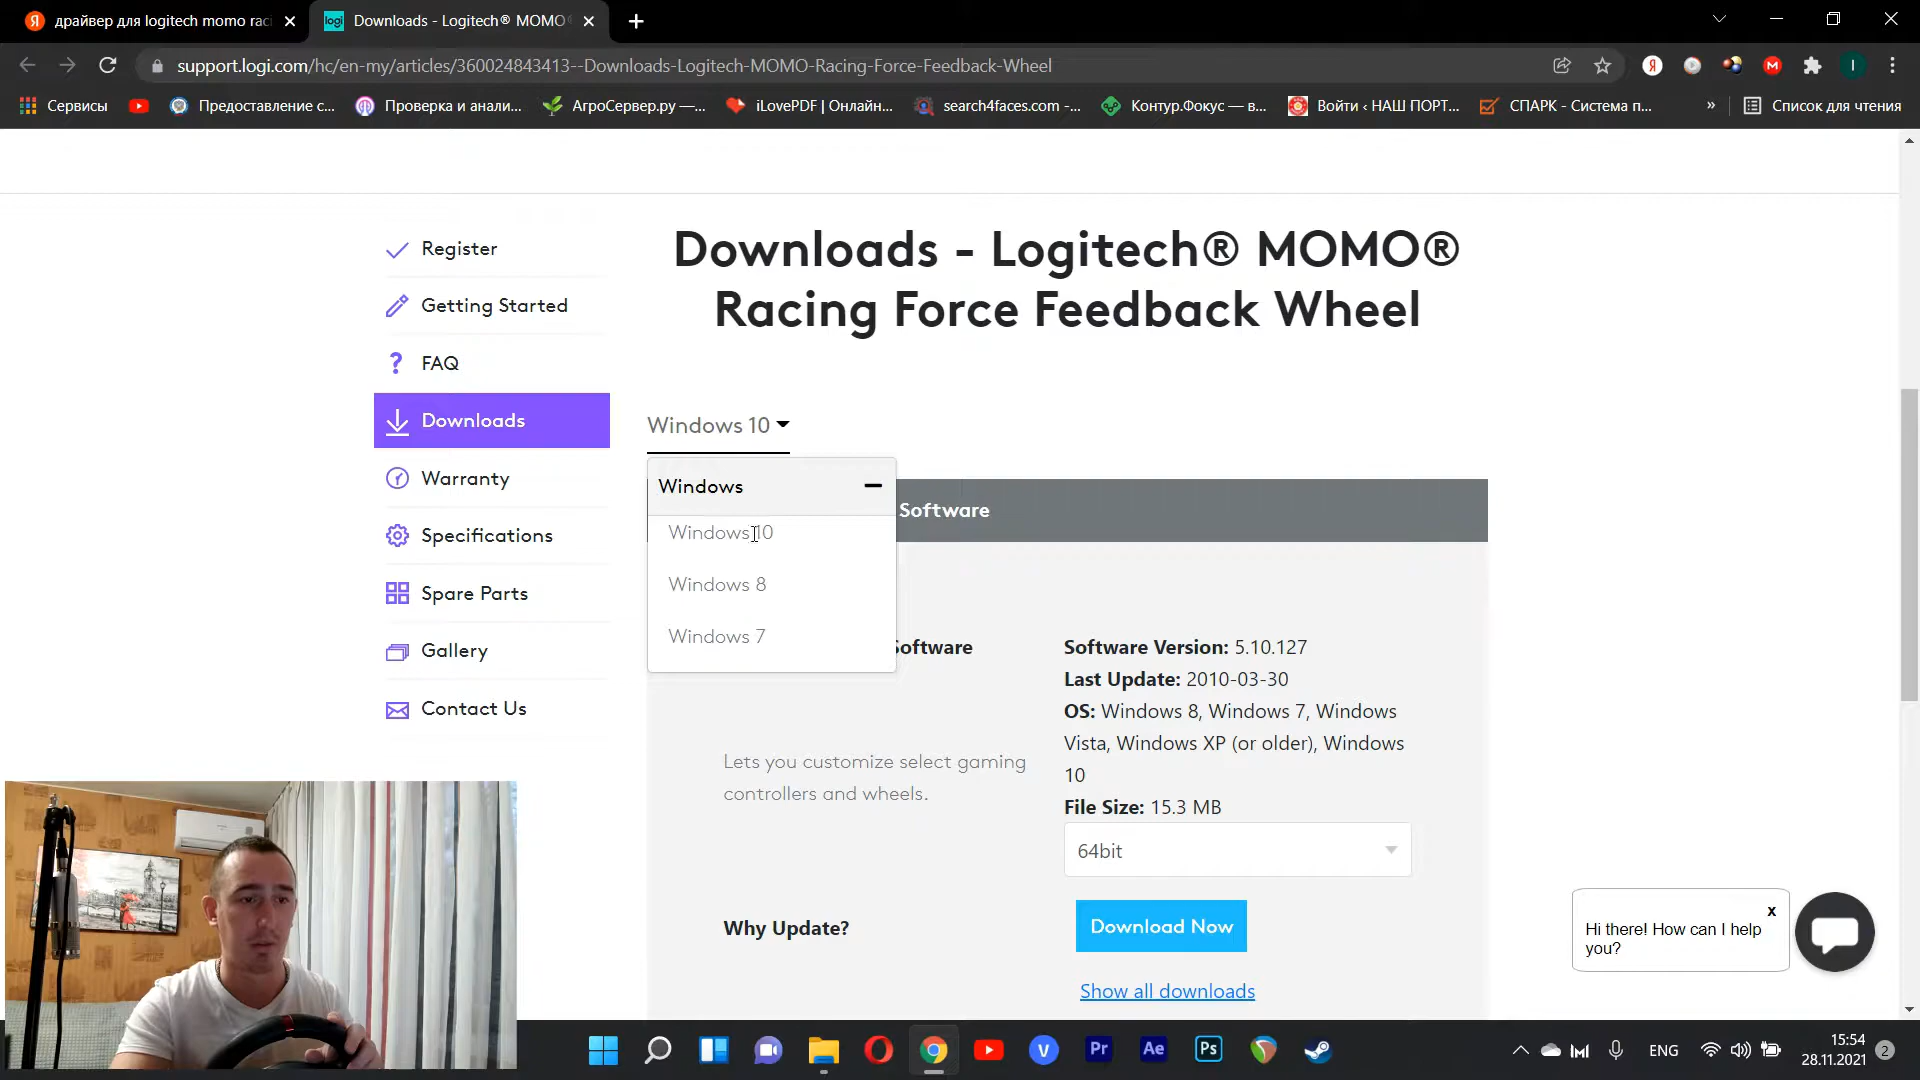 драйвер для logitech momo raci
Downloads - Logitech® MOMO®
support.logi.com/hc/en-my/articles/360024843413--Downloads-Logitech-MOMO-Racing-Force-Feedback-Wheel
Сервисы
Предоставление с...
Проверка и анали...
АгроСервер.ру —...
iLovePDF | Онлайн...
search4faces.com -...
Контур.Фокус — в...
Войти ‹ НАШ ПОРТ...
СПАРК - Система п...
»
Список для чтения
Register
Getting Started
FAQ
Downloads
Warranty
Specifications
Spare Parts
Gallery
Contact Us
Downloads - Logitech® MOMO®
Racing Force Feedback Wheel
Windows 10
Windows
Windows 10
Windows 8
Windows 7
Software
Software
Lets you customize select gaming
controllers and wheels.
Why Update?
Software Version: 5.10.127
Last Update: 2010-03-30
OS: Windows 8, Windows 7, Windows
Vista, Windows XP (or older), Windows
10
File Size: 15.3 MB
64bit
Download Now
Show all downloads
x
Hi there! How can I help
you?
Pr
Ae
Ps
ENG
15:54
28.11.2021
2